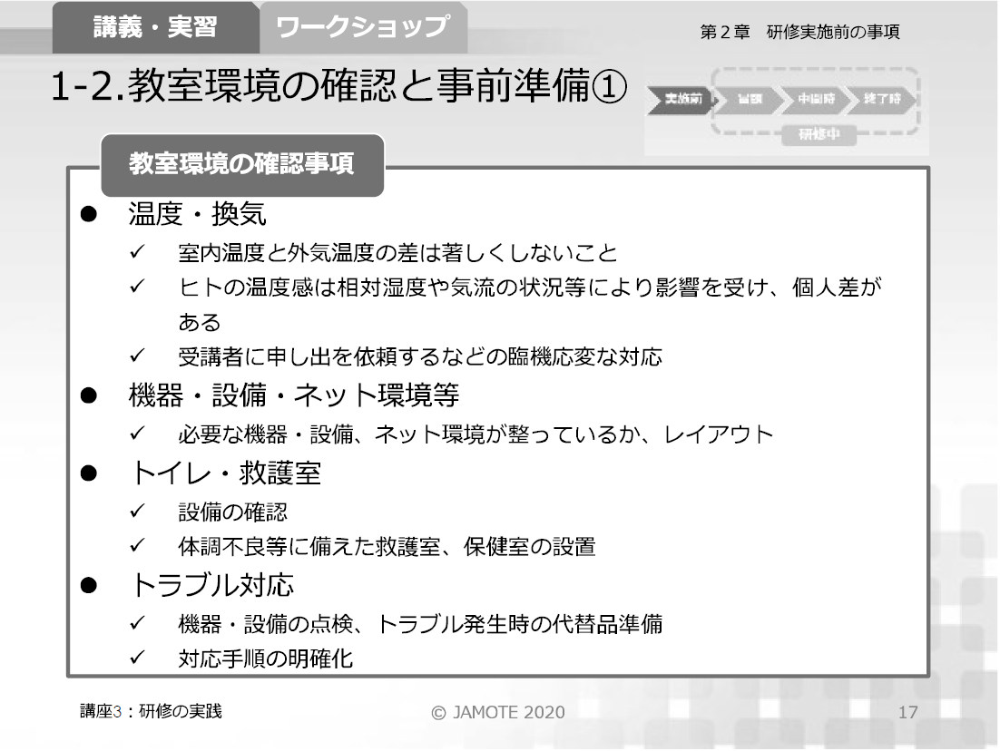 講義・実習
ワークショップ
第２章　研修実施前の事項
1-2.教室環境の確認と事前準備①
実施前
冒頭
中間時
終了時
研修中
教室環境の確認事項
● 温度・換気
✓ 室内温度と外気温度の差は著しくしないこと
✓ ヒトの温度感は相対湿度や気流の状況等により影響を受け、個人差が
ある
✓ 受講者に申し出を依頼するなどの臨機応変な対応
● 機器・設備・ネット環境等
✓ 必要な機器・設備、ネット環境が整っているか、レイアウト
● トイレ・救護室
✓ 設備の確認
✓ 体調不良等に備えた救護室、保健室の設置
● トラブル対応
✓ 機器・設備の点検、トラブル発生時の代替品準備
✓ 対応手順の明確化
講座3：研修の実践
© JAMOTE 2020
17